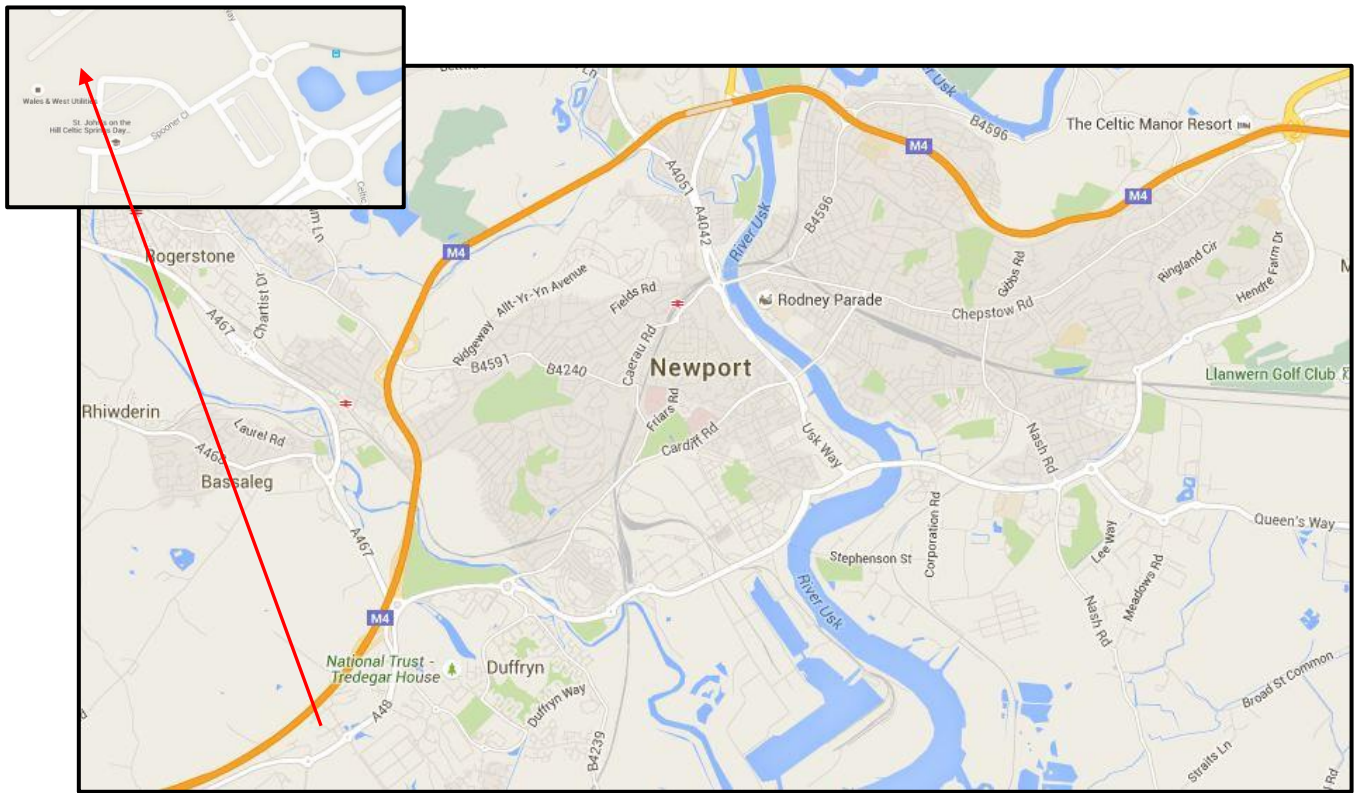 Way
Wales & West Utilities
St. Johns on the
Hill Celtic Springs Day...
Spooner Cl
Celtic
Ln
River Usk
River Usk
B4596
The Celtic Manor Resort
M4
M4
A4051
B4596
A4042
River Usk
Rogerstone
M4
Chartist Dr
A467
Ridgeway
Allt-Yr-Yn Avenue
Fields Rd
Rodney Parade
Gibbs Rd
Ringland Cir
Hendre Farm Dr
M
Chepstow Rd
Caerau Rd
B4591
B4240
Newport
Llanwern Golf Club
Rhiwderin
Laurel Rd
A468
Bassaleg
Friars Rd
Cardiff Rd
Usk Way
Nash Rd
A467
Corporation Rd
Queen's Way
Stephenson St
Lee Way
Meadows Rd
River Usk
M4
Nash Rd
National Trust -
Tredegar House
Duffryn
A48
Duffryn Way
B4239
Broad St Common
Straits Ln
Rd